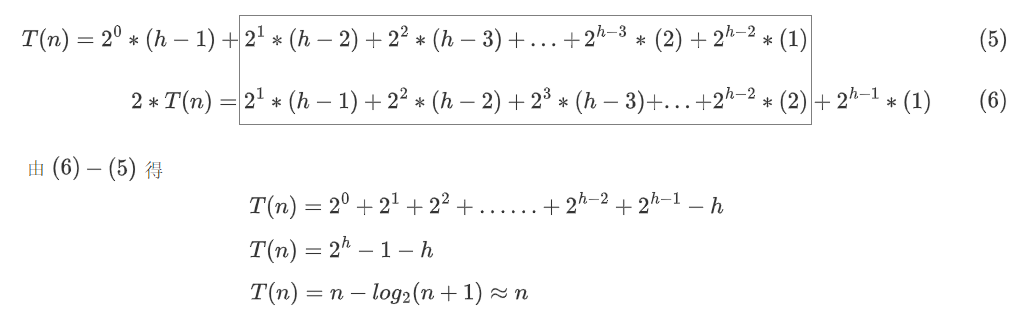 T(n) = 2^0 * (h − 1) + 2^1 * (h − 2) + 2^2 * (h − 3) + ... + 2^{h−3} * (2) + 2^{h−2} * (1) (5)
2 * T(n) = 2^1 * (h − 1) + 2^2 * (h − 2) + 2^3 * (h − 3)+...+2^{h−2} * (2) + 2^{h−1} * (1) (6)
由 (6) − (5) 得
T(n) = 2^0 + 2^1 + 2^2 + ...... + 2^{h−2} + 2^{h−1} − h
T(n) = 2^h − 1 − h
T(n) = n − log_2(n + 1) ≈ n